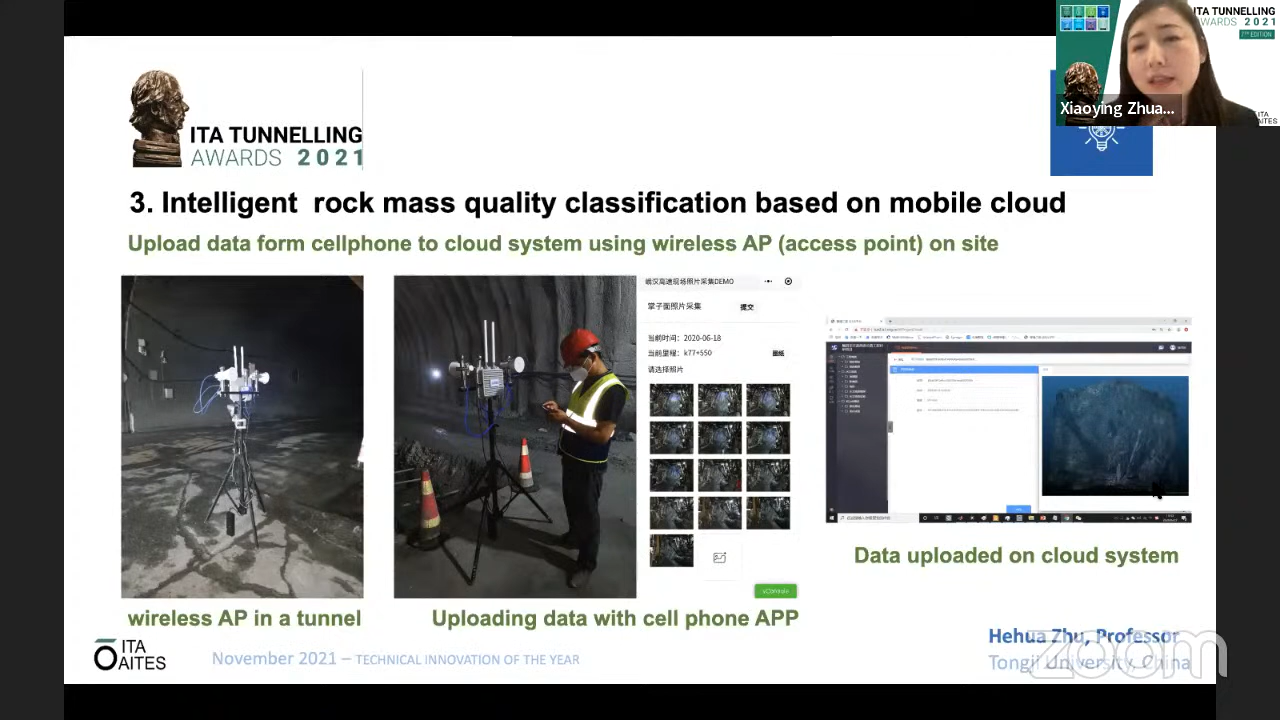 ITA TUNNELLING
AWARDS 2021
7TH EDITION
Xiaoying Zhua...
ITA
AITES
ITA TUNNELLING
AWARDS 2021
3. Intelligent rock mass quality classification based on mobile cloud
Upload data form cellphone to cloud system using wireless AP (access point) on site
现场照片采集DEMO
掌子面照片采集
提交
当前时间：2020-06-18
当前里程：k77+550
请选择照片
vConsole
wireless AP in a tunnel
Uploading data with cell phone APP
Data uploaded on cloud system
ITA
AITES
November 2021 – TECHNICAL INNOVATION OF THE YEAR
Hehua Zhu, Professor
Tongji University, China
zoom